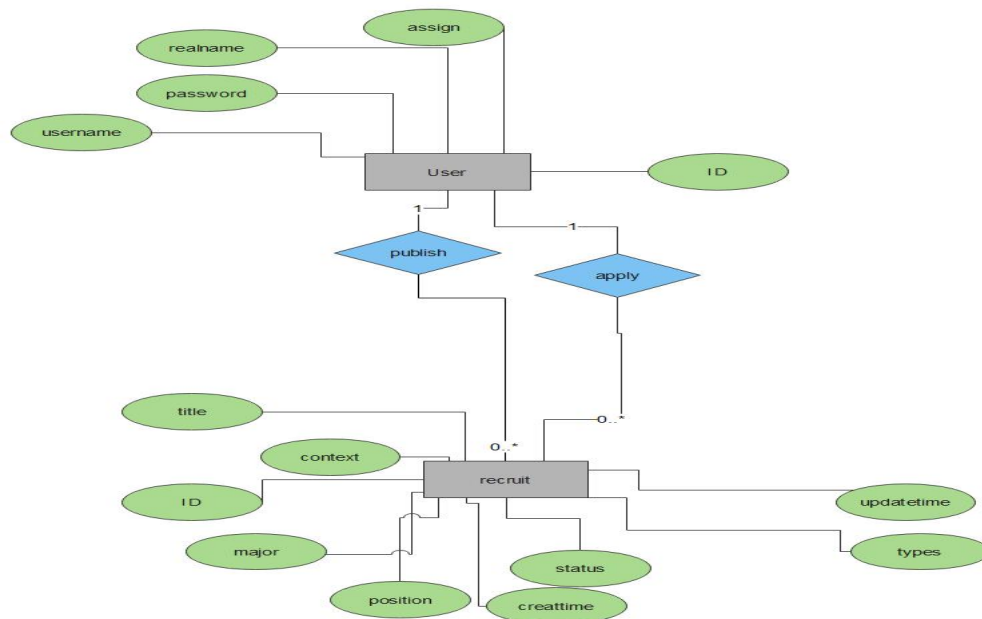 assign
realname
password
username
User
ID
1
1
publish
apply
title
0..*
0..*
context
recruit
ID
updatetime
major
types
status
position
creattime